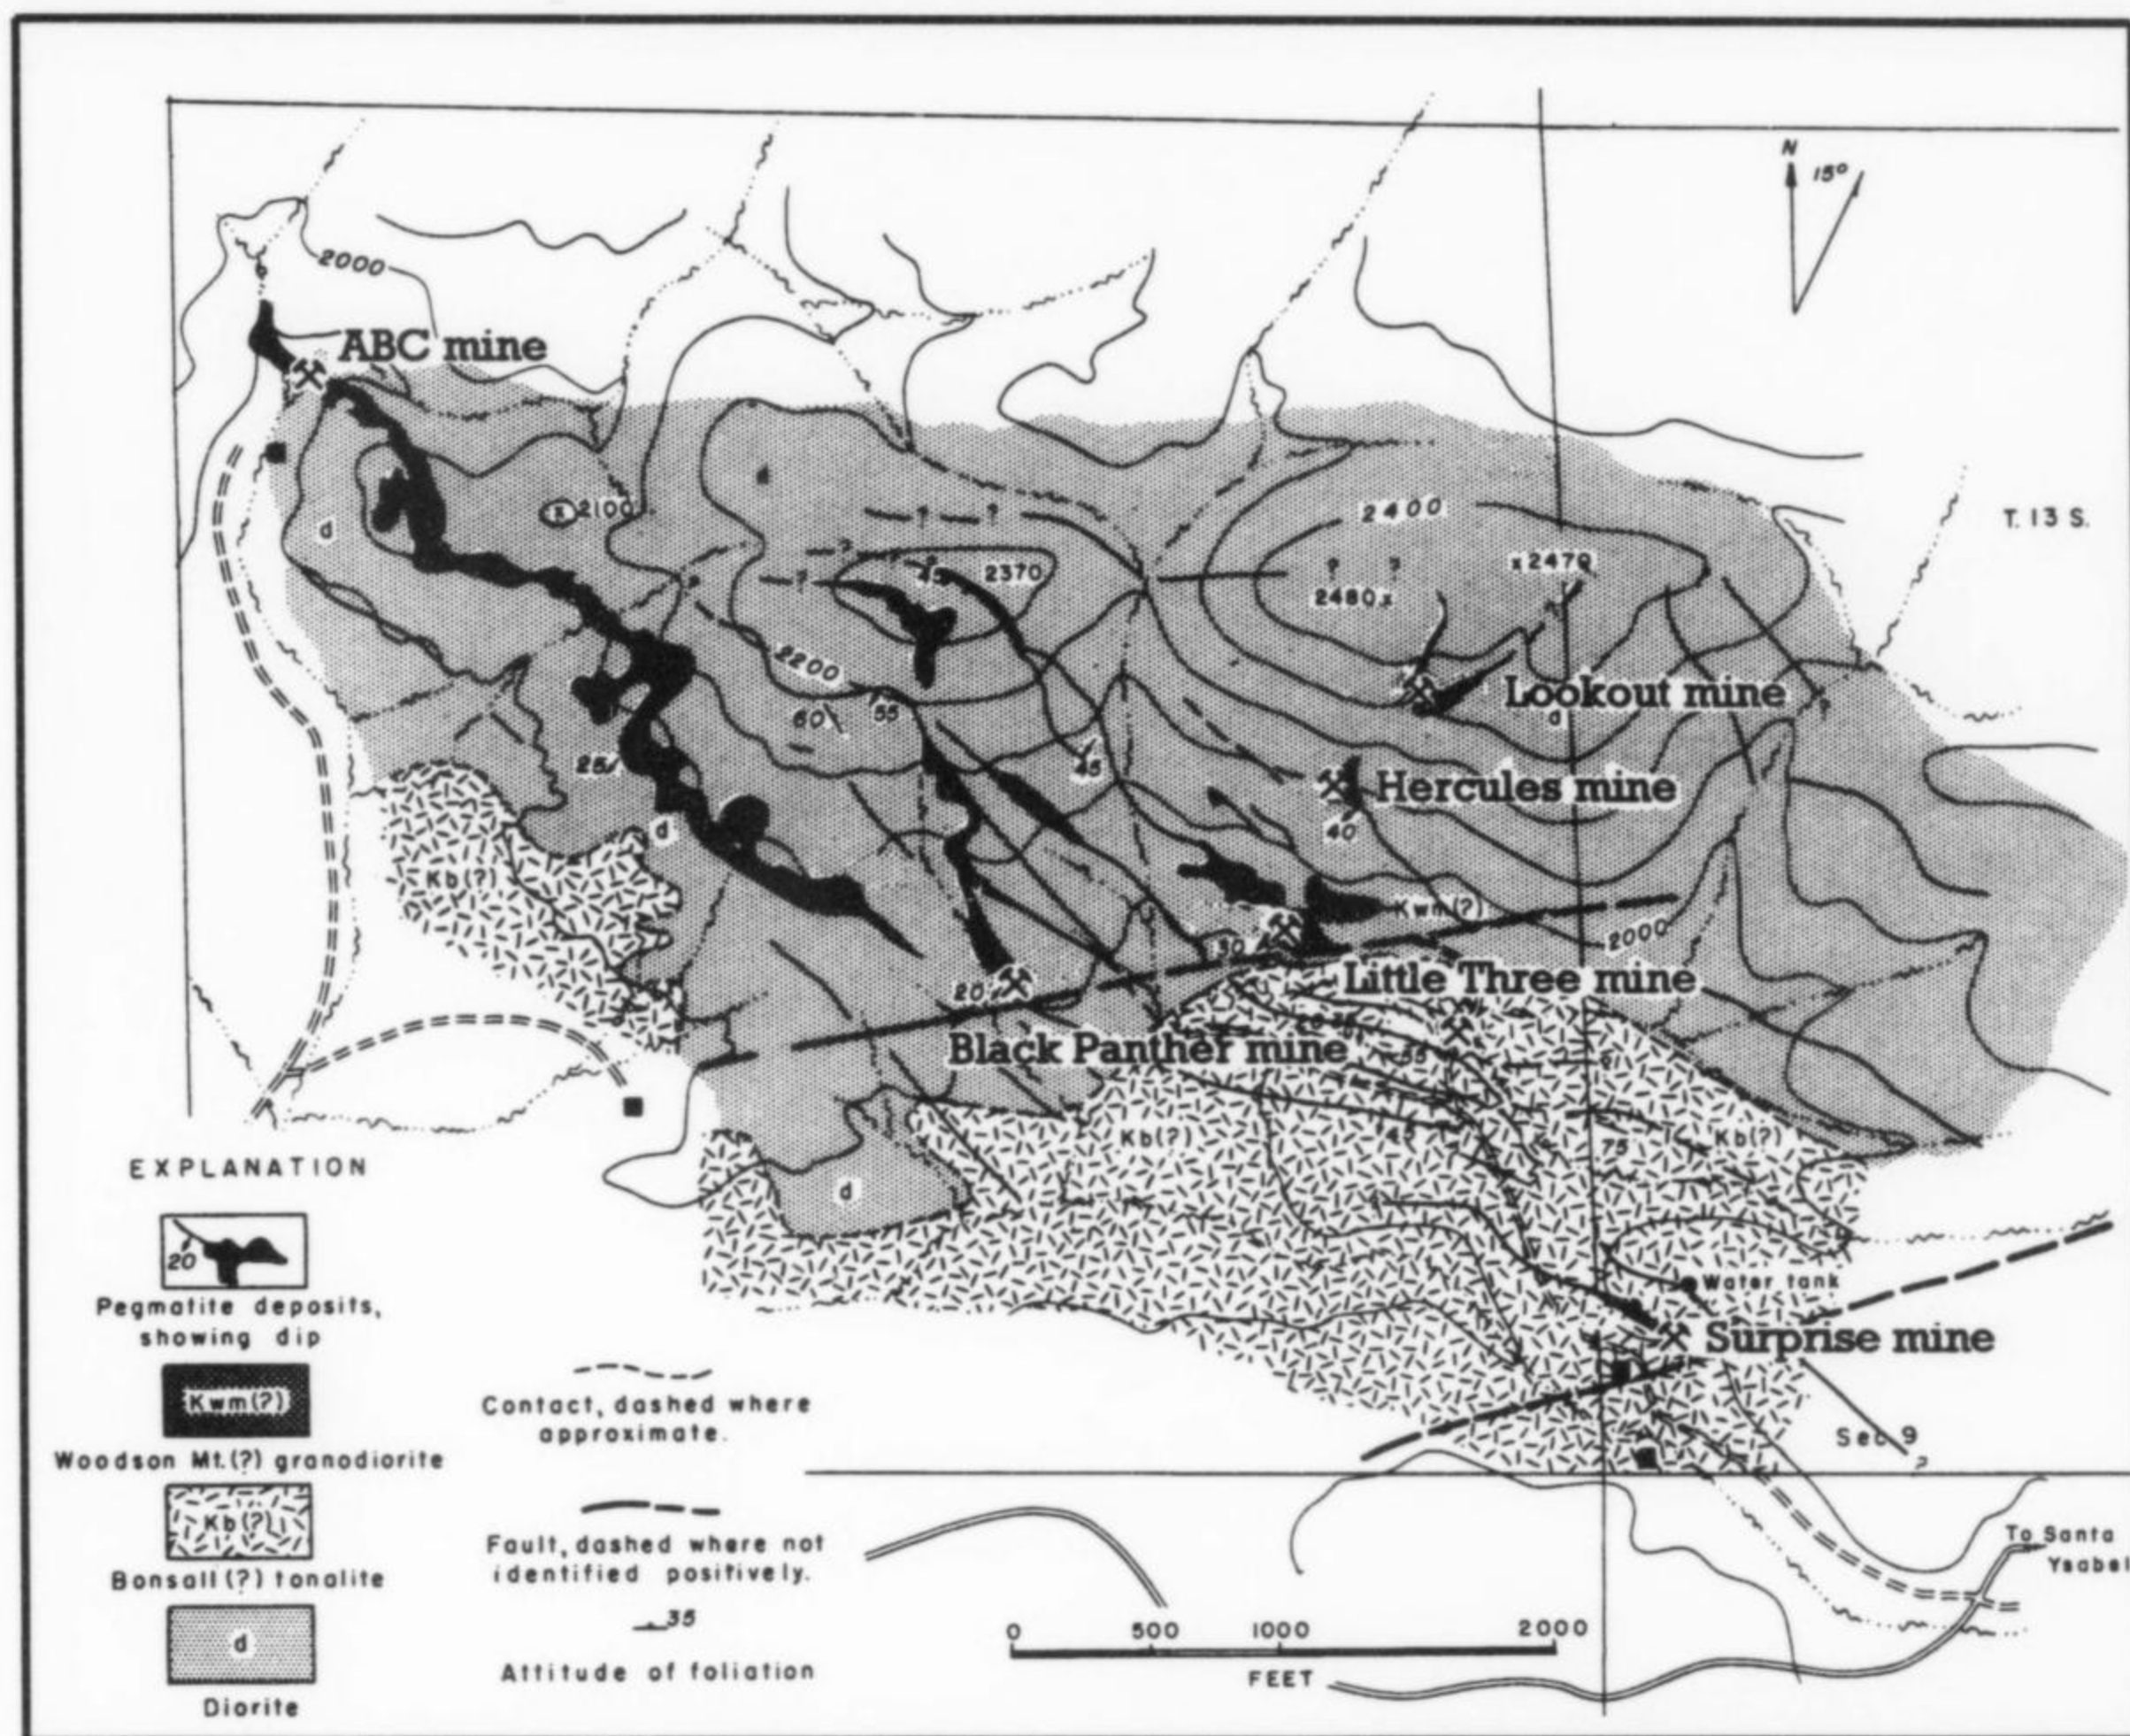 N
15°
2000
ABC mine
T. 13 S.
d
d
x 2100
2400
x 2470
2480 x
45
2370
? ?
?
?
? ?
2200
60
55
Lookout mine
d
25
45
Hercules mine
40
d
Kb(?)
Kwm(?)
2000
30
Little Three mine
20
Black Panther mine
55
Kb(?)
45
75
Kb(?)
d
Water tank
Surprise mine
Sec 9
?
To Santa
Ysabel
EXPLANATION
20
Pegmatite deposits,
showing dip
Kwm(?)
Woodson Mt.(?) granodiorite
Kb(?)
Bonsall(?) tonalite
d
Diorite
Contact, dashed where
approximate.
Fault, dashed where not
identified positively.
35
Attitude of foliation
0 500 1000 2000
FEET